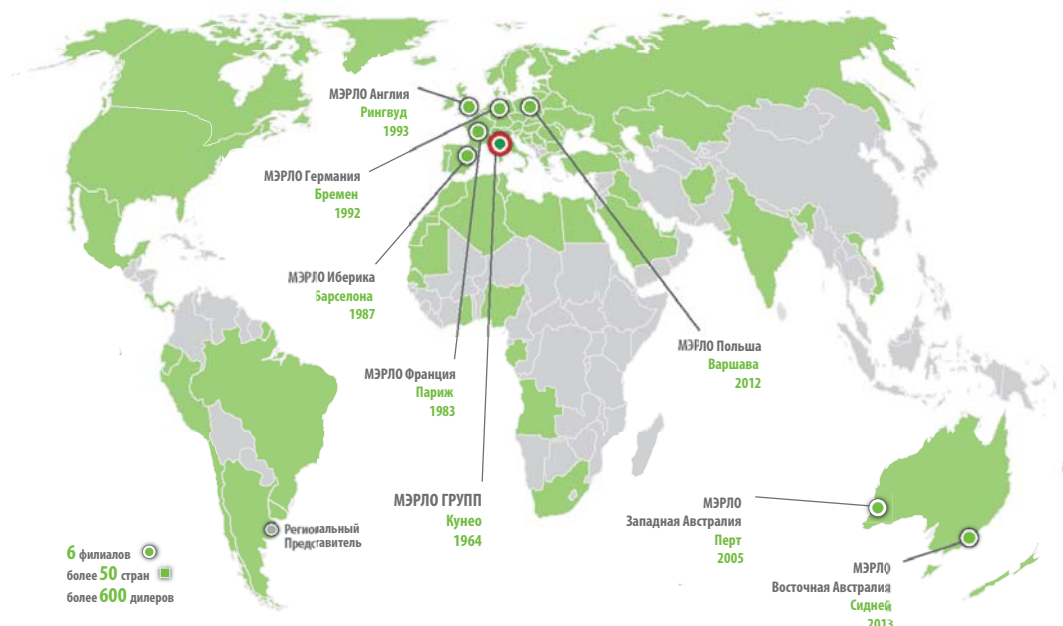 МЭРЛО Англия
Рингвуд
1993
МЭРЛО Германия
Бремен
1992
МЭРЛО Иберика
Барселона
1987
МЭРЛО Франция
Париж
1983
МЭРЛО ГРУПП
Кунео
1964
МЭРЛО Польша
Варшава
2012
МЭРЛО
Западная Австралия
Перт
2005
МЭРЛО
Восточная Австралия
Сидней
2013
Региональный
Представитель
6 филиалов
более 50 стран
более 600 дилеров